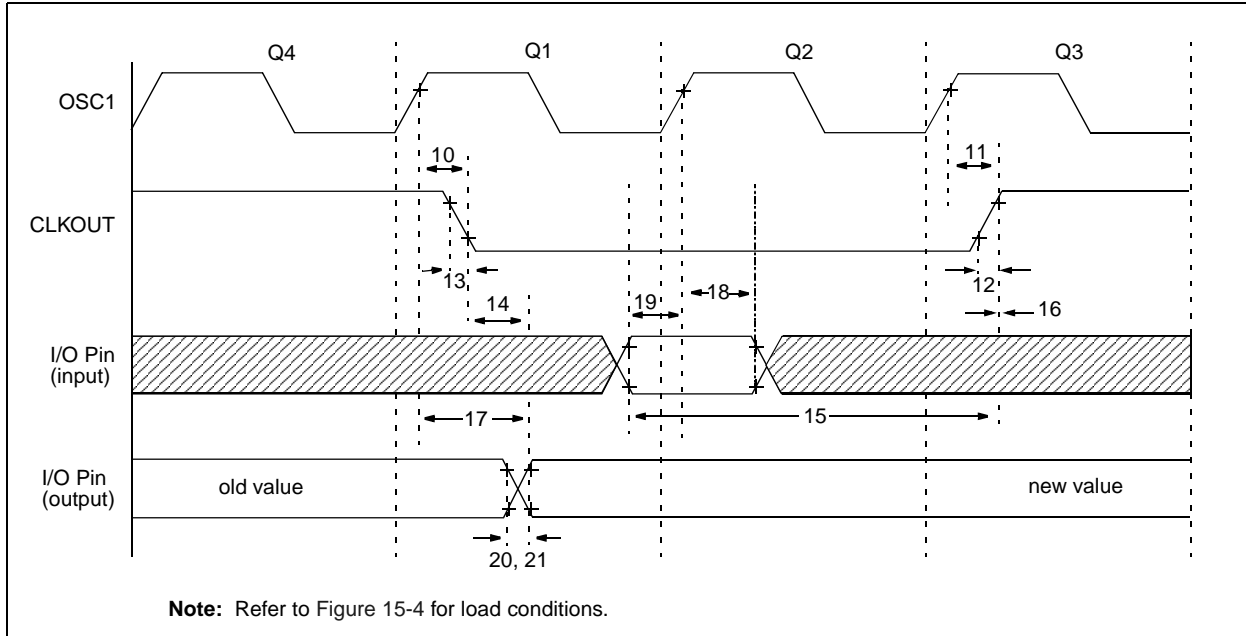 Q4 Q1 Q2 Q3
OSC1
10 11
CLKOUT
13 12
14 19 18 16
I/O Pin
(input)
17 15
I/O Pin
(output)
old value new value
20, 21
Note: Refer to Figure 15-4 for load conditions.